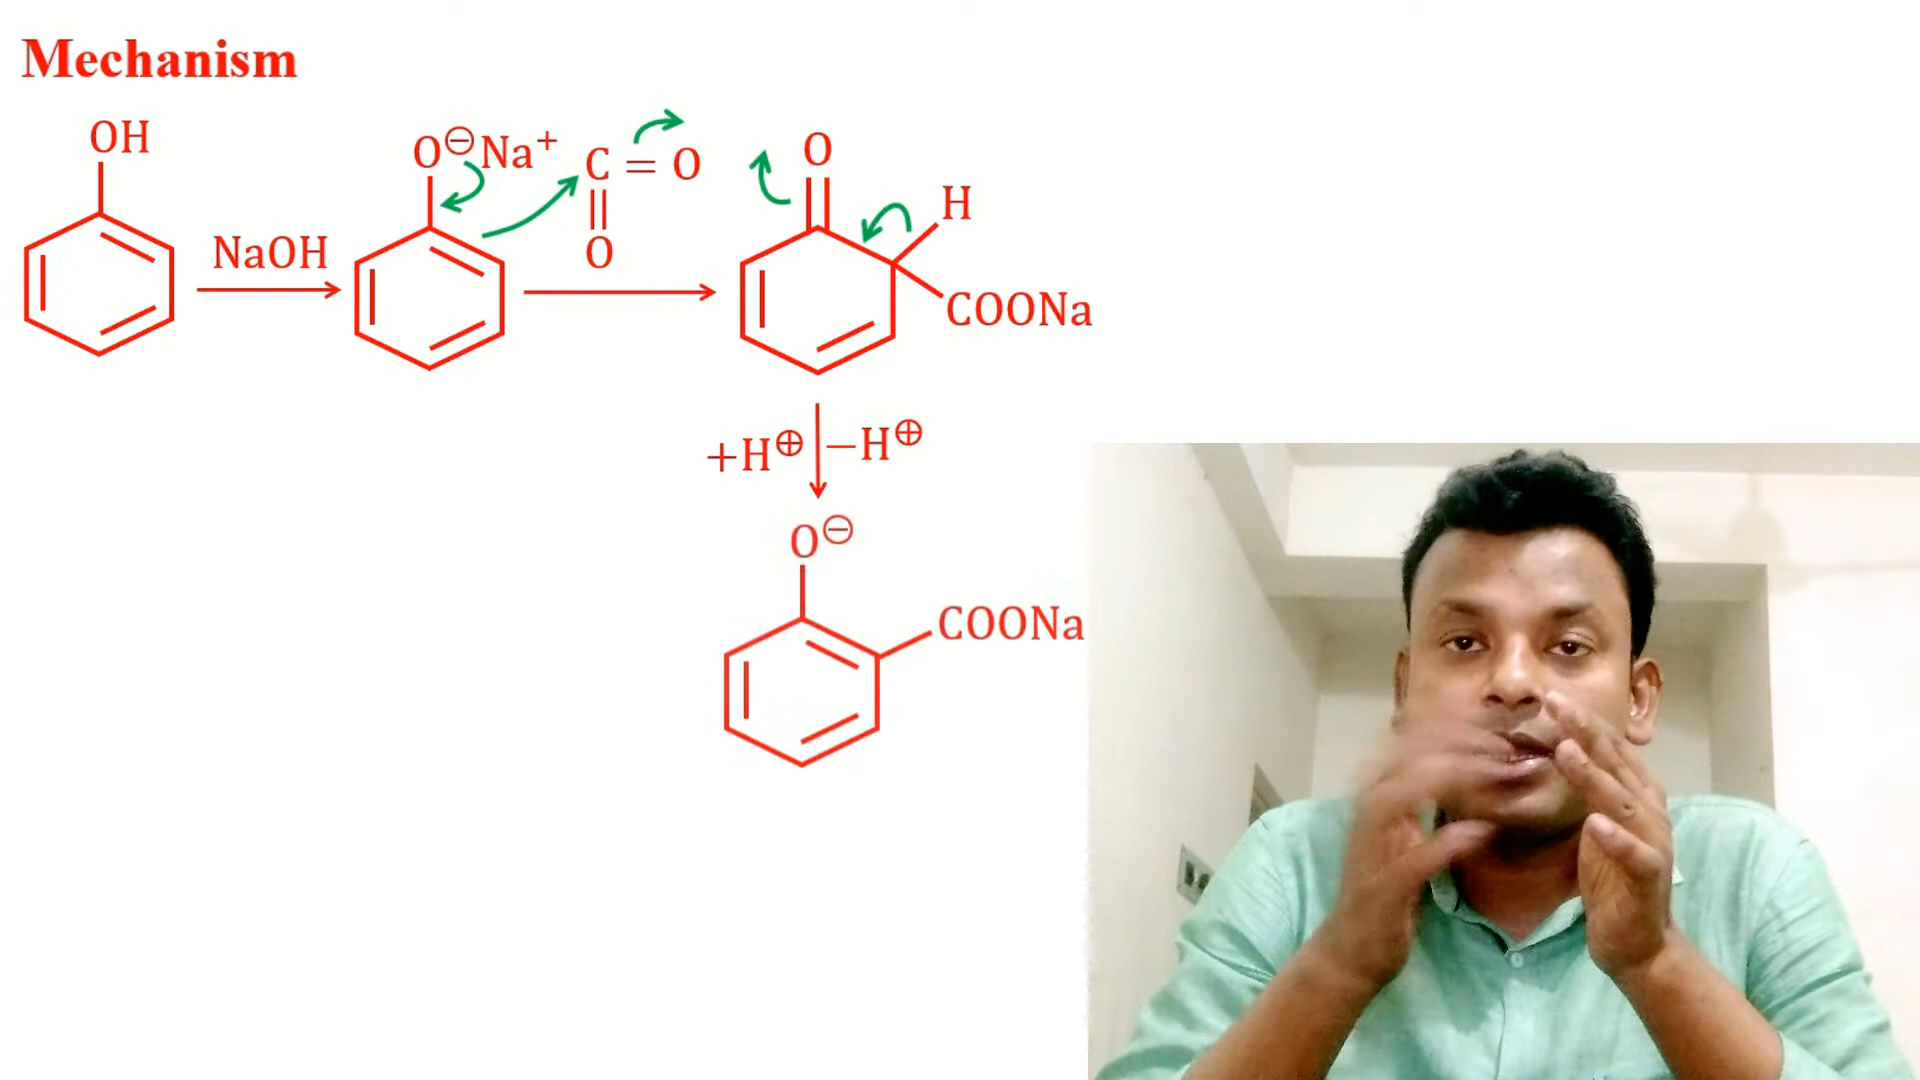 Mechanism
OH
NaOH
O⊖Na⁺
C = O
O
O
H
COONa
+H⊕
−H⊕
O⊖
COONa